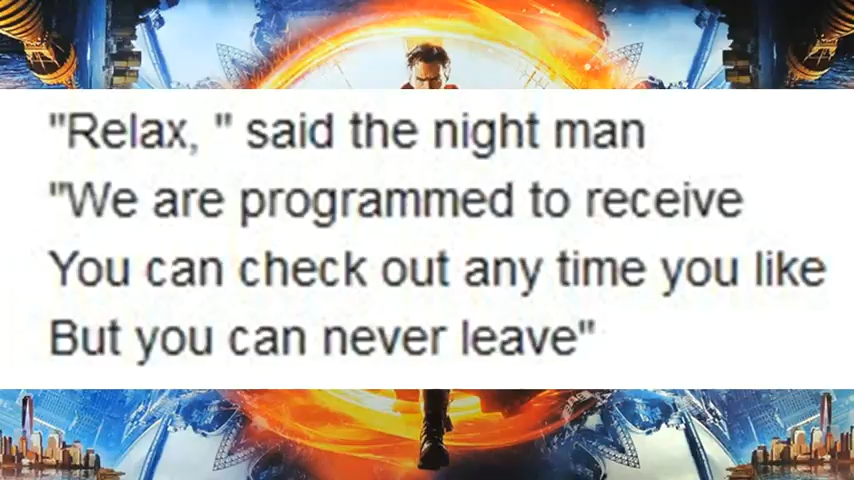 "Relax, " said the night man
"We are programmed to receive
You can check out any time you like
But you can never leave"